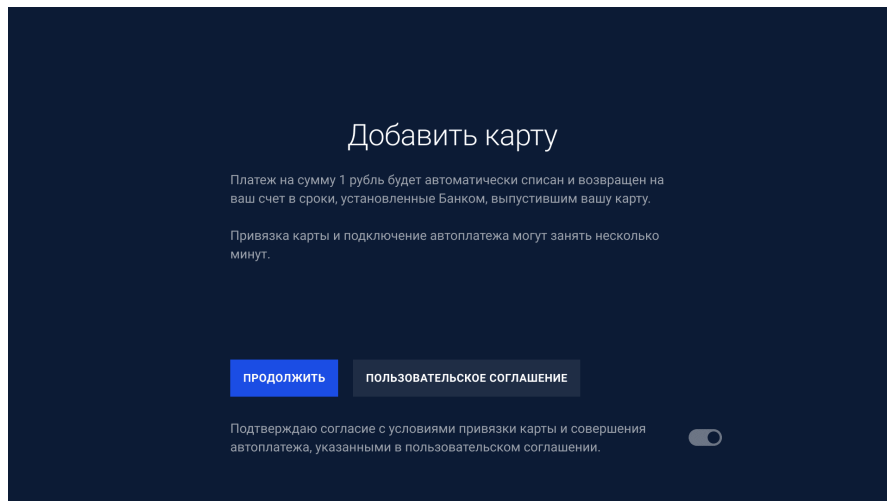 Добавить карту
Платеж на сумму 1 рубль будет автоматически списан и возвращен на
ваш счет в сроки, установленные Банком, выпустившим вашу карту.
Привязка карты и подключение автоплатежа могут занять несколько
минут.
ПРОДОЛЖИТЬ
ПОЛЬЗОВАТЕЛЬСКОЕ СОГЛАШЕНИЕ
Подтверждаю согласие с условиями привязки карты и совершения
автоплатежа, указанными в пользовательском соглашении.